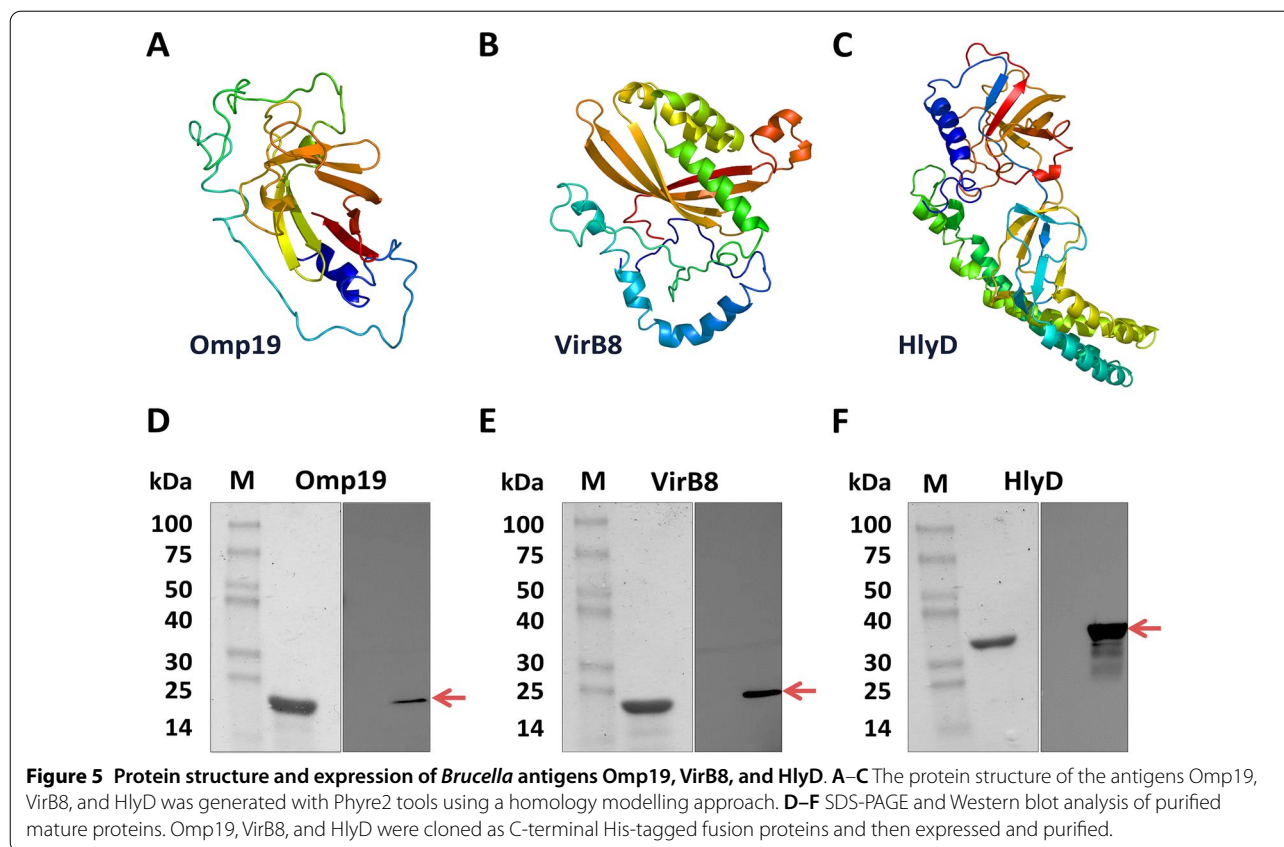 A
B
C
Omp19
VirB8
HlyD
D
E
F
kDa M Omp19
100
75
50
40
30
25
14
kDa M VirB8
100
75
50
40
30
25
14
kDa M HlyD
100
75
50
40
30
25
14
Figure 5 Protein structure and expression of Brucella antigens Omp19, VirB8, and HlyD. A–C The protein structure of the antigens Omp19,
VirB8, and HlyD was generated with Phyre2 tools using a homology modelling approach. D–F SDS-PAGE and Western blot analysis of purified
mature proteins. Omp19, VirB8, and HlyD were cloned as C-terminal His-tagged fusion proteins and then expressed and purified.